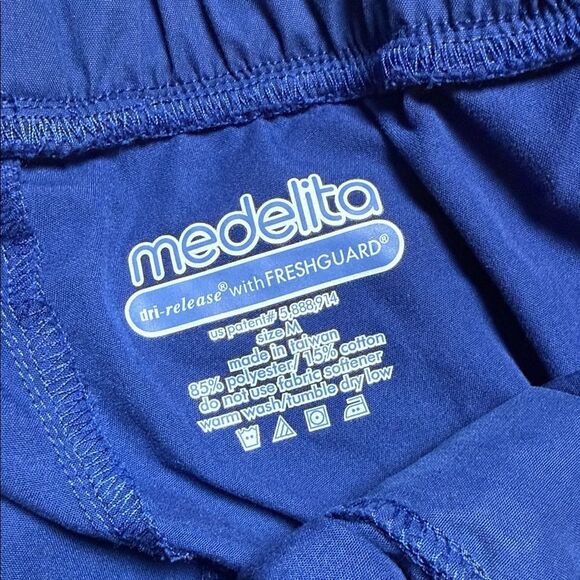 medelita
dri-release® with FRESHGUARD®
us patent# 5,888,914
size M
made in taiwan
85% polyester/ 15% cotton
do not use fabric softener
warm wash/tumble dry low